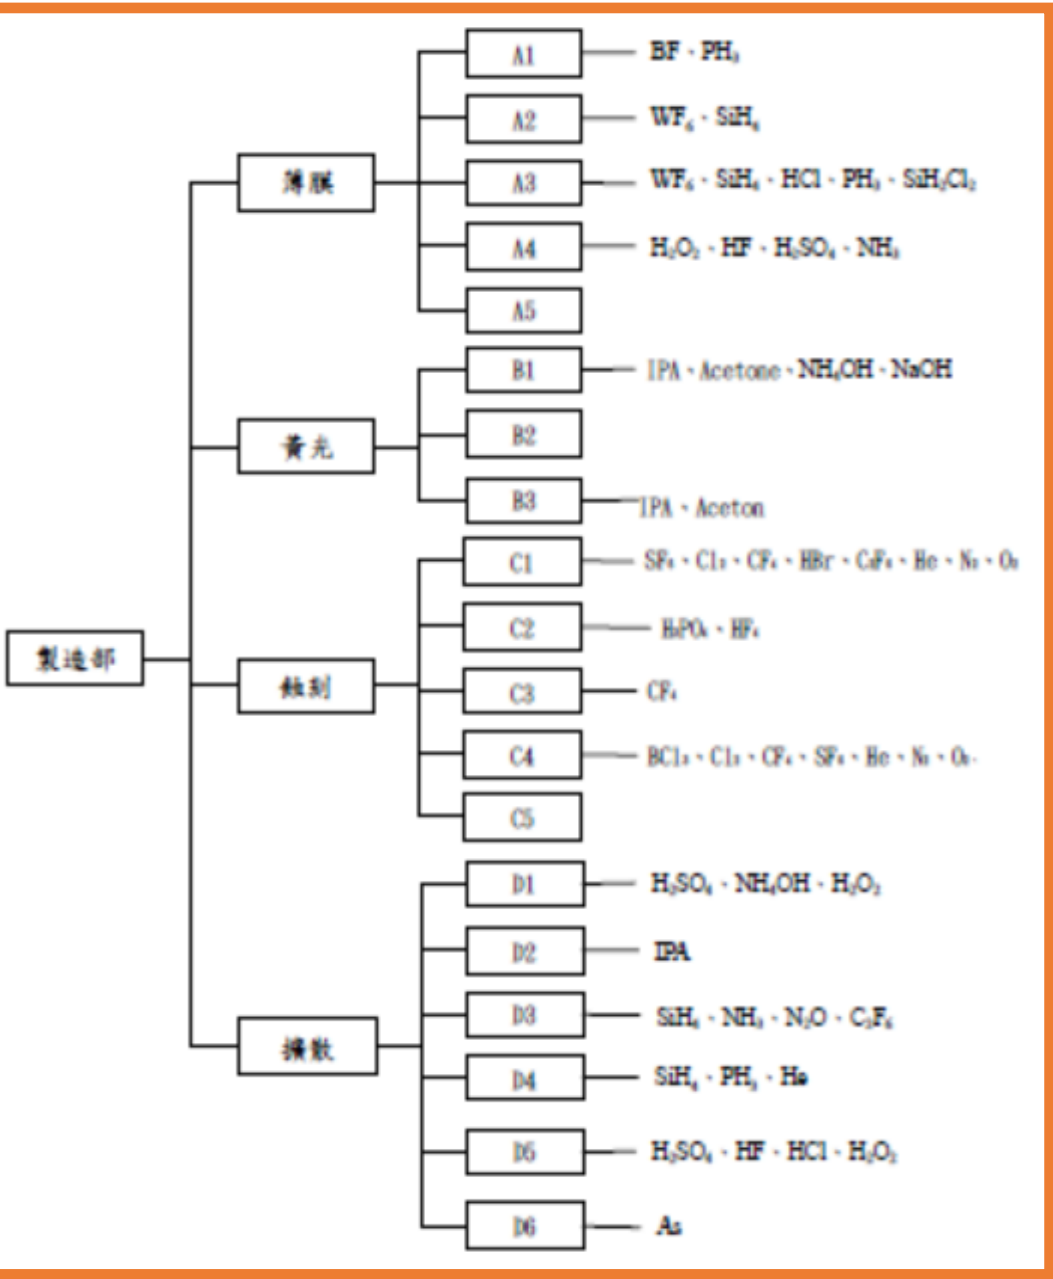 A1 BF、PH₃
A2 WF₆、SiH₄
薄膜 A3 WF₆、SiH₄、HCl、PH₃、SiH₂Cl₂
A4 H₂O₂、HF、H₂SO₄、NH₃
A5
B1 IPA、Acetone、NH₄OH、NaOH
黃光 B2
B3 IPA、Aceton
C1 SF₆、Cl₂、CF₄、HBr、C₂F₆、He、N₂、O₂
C2 H₃PO₄、HF₄
製造部 蝕刻 C3 CF₄
C4 BCl₃、Cl₂、CF₄、SF₆、He、N₂、O₂.
C5
D1 H₂SO₄、NH₄OH、H₂O₂
D2 IPA
D3 SiH₄、NH₃、N₂O、C₂F₆
擴散 D4 SiH₄、PH₃、He
D5 H₂SO₄、HF、HCl、H₂O₂
D6 As